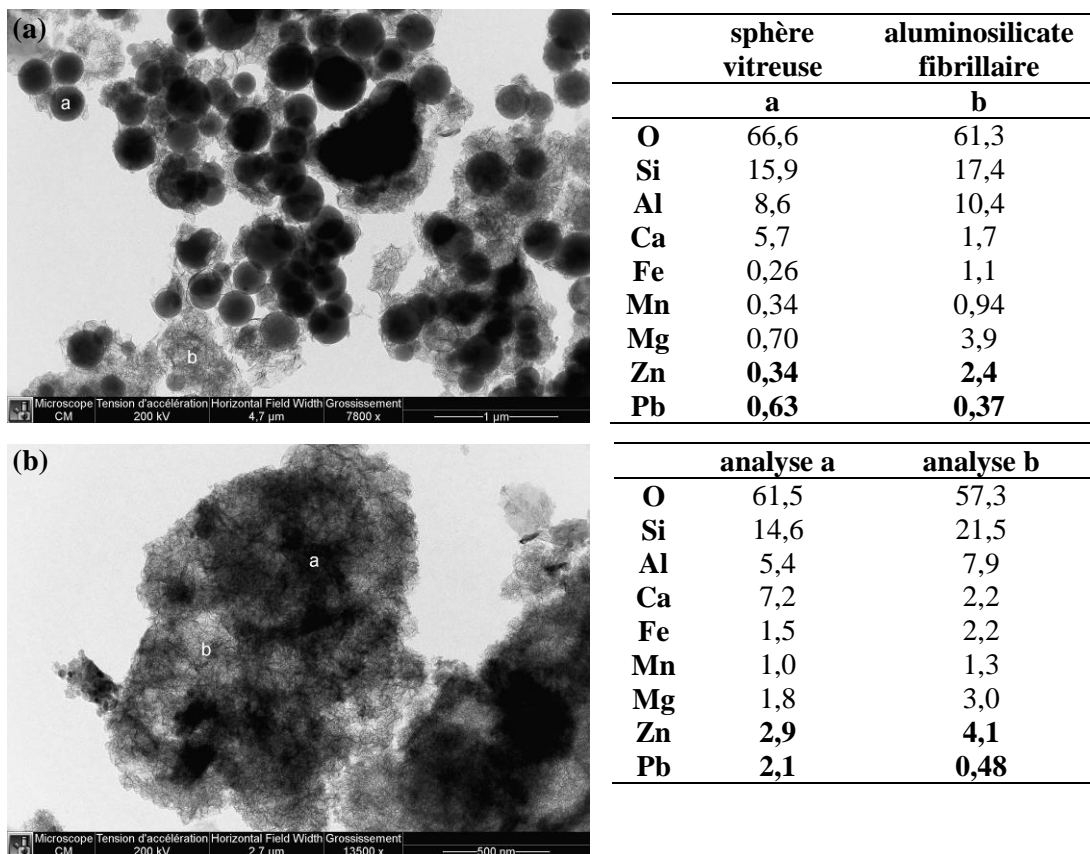 (a)
a
b
Microscope Tension d'accélération Horizontal Field Width Grossissement
CM 200 kV 4,7 µm 7800 x 1 µm
sphère vitreuse aluminosilicate fibrillaire
a b
O 66,6 61,3
Si 15,9 17,4
Al 8,6 10,4
Ca 5,7 1,7
Fe 0,26 1,1
Mn 0,34 0,94
Mg 0,70 3,9
Zn 0,34 2,4
Pb 0,63 0,37
(b)
a
b
Microscope Tension d'accélération Horizontal Field Width Grossissement
CM 200 kV 2,7 µm 13500 x 500 nm
analyse a analyse b
O 61,5 57,3
Si 14,6 21,5
Al 5,4 7,9
Ca 7,2 2,2
Fe 1,5 2,2
Mn 1,0 1,3
Mg 1,8 3,0
Zn 2,9 4,1
Pb 2,1 0,48